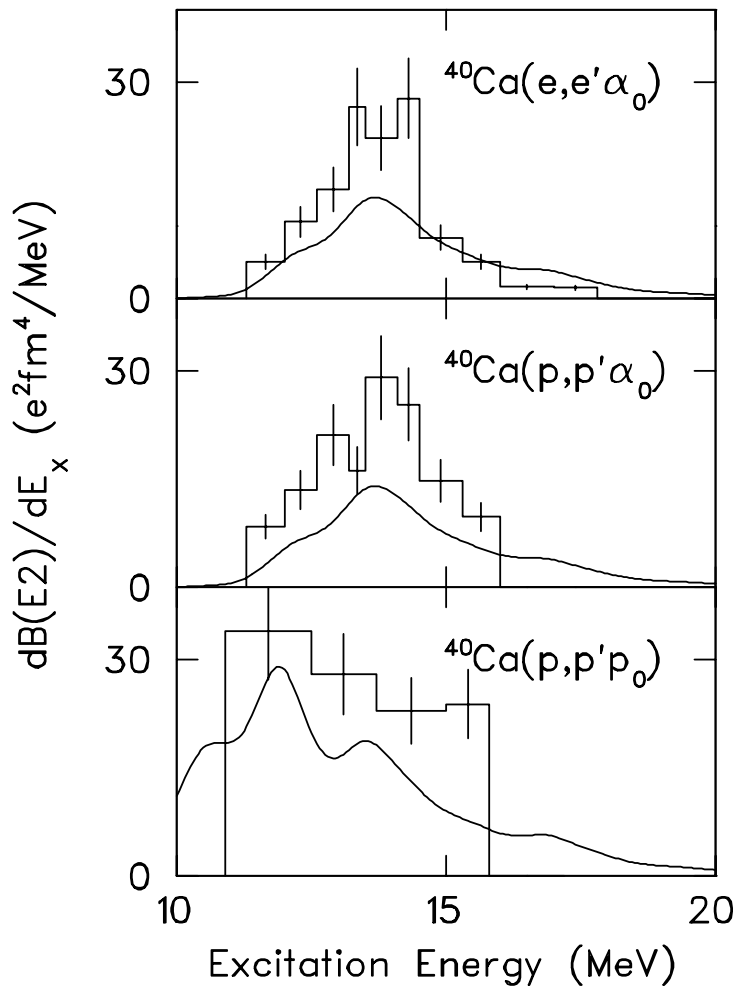 30
⁴⁰Ca(e,e'α₀)
0
30
⁴⁰Ca(p,p'α₀)
0
30
⁴⁰Ca(p,p'p₀)
0
10 15 20
Excitation Energy (MeV)
dB(E2)/dEₓ (e²fm⁴/MeV)